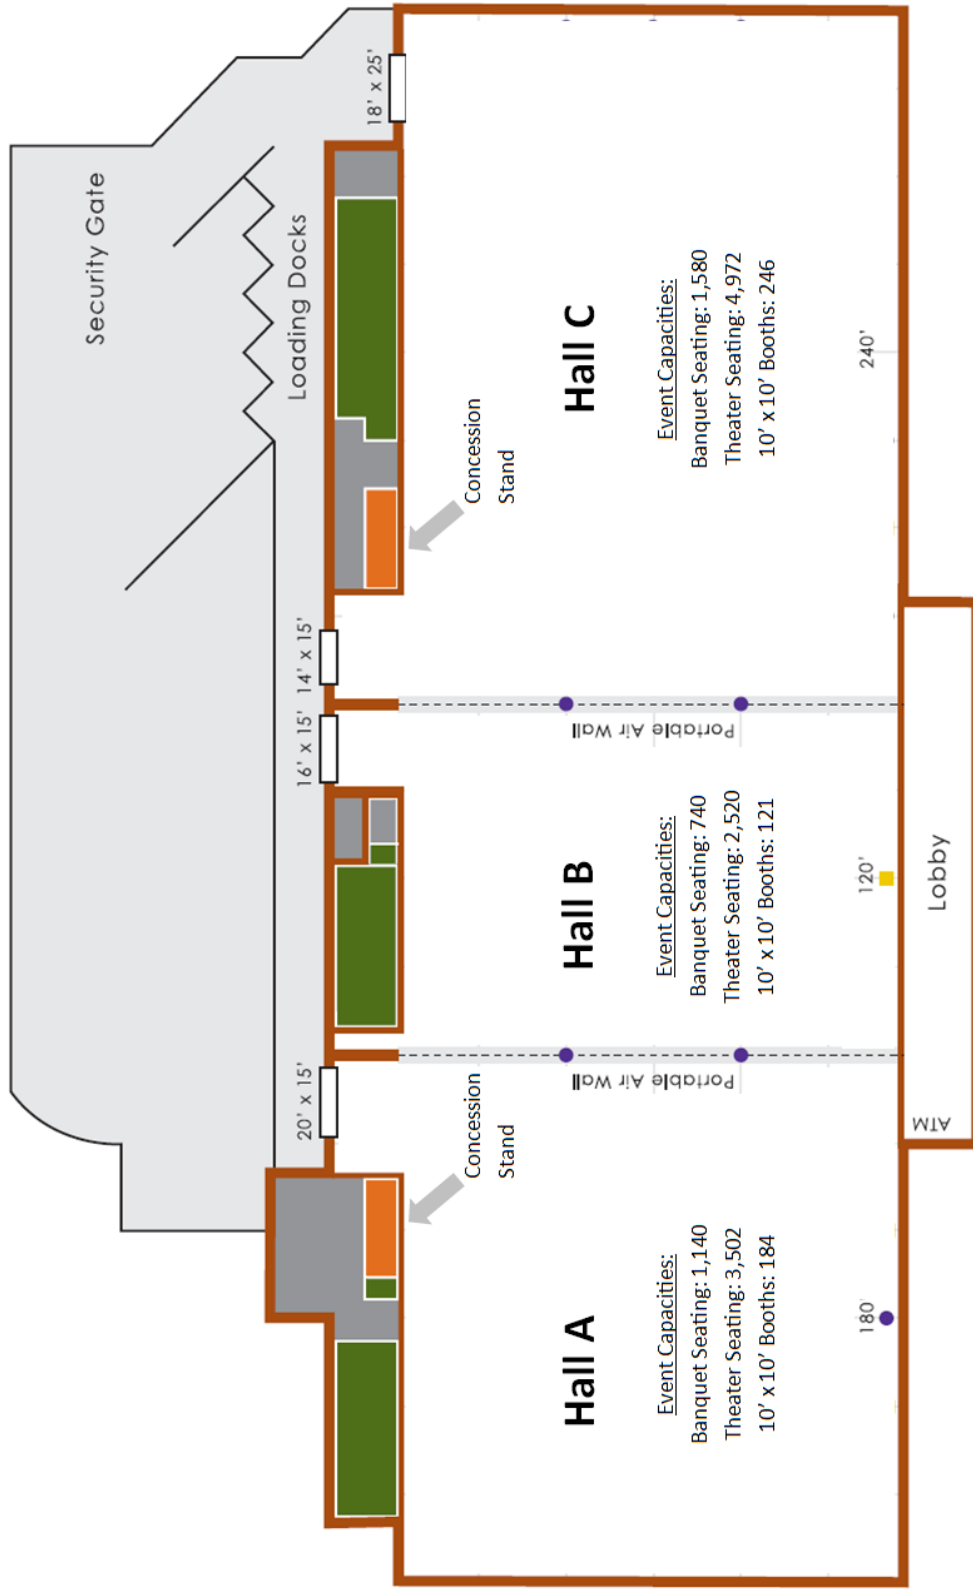 Security Gate
Loading Docks
20' x 15'
16' x 15'
14' x 15'
18' x 25'
Concession
Stand
Concession
Stand
Hall A
Event Capacities:
Banquet Seating: 1,140
Theater Seating: 3,502
10’ x 10’ Booths: 184
180'
Portable Air Wall
Hall B
Event Capacities:
Banquet Seating: 740
Theater Seating: 2,520
10’ x 10’ Booths: 121
120'
Portable Air Wall
Hall C
Event Capacities:
Banquet Seating: 1,580
Theater Seating: 4,972
10’ x 10’ Booths: 246
240'
ATM
Lobby